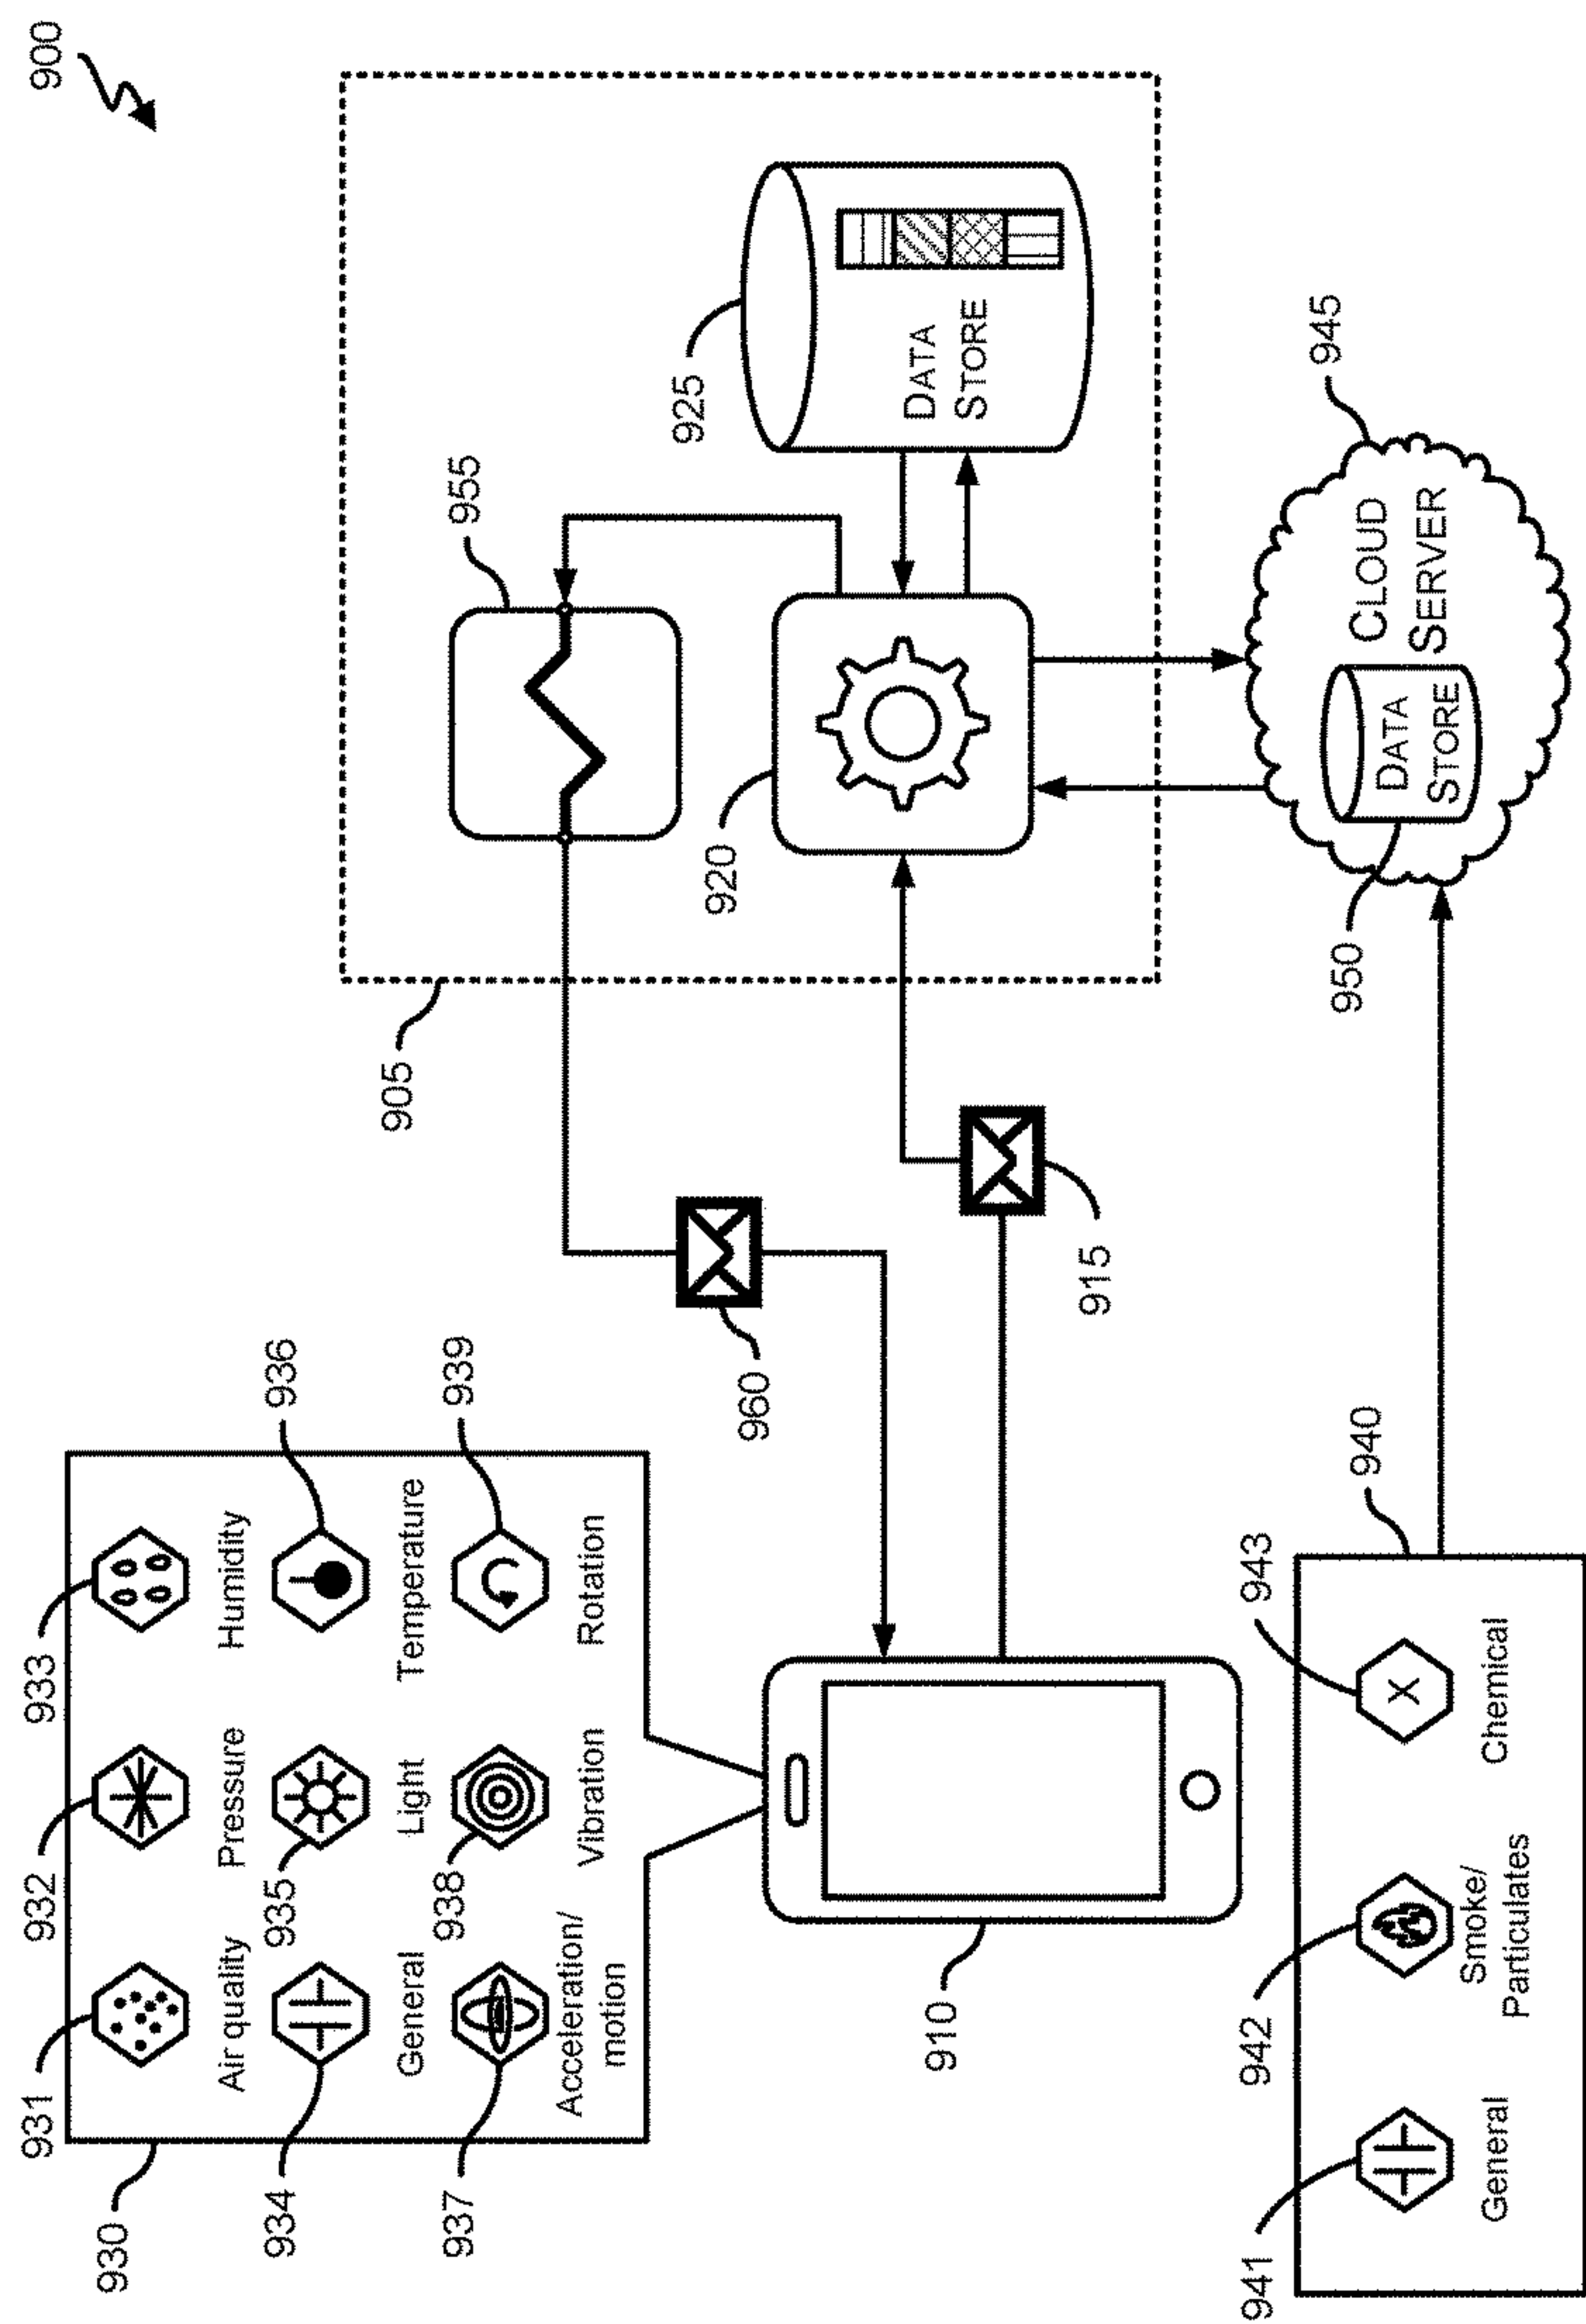 900
931
932
933
Air quality
Pressure
Humidity
930
934
935
936
General
Light
Temperature
937
938
939
Acceleration/
motion
Vibration
Rotation
905
955
925
DATA
STORE
960
920
910
915
945
CLOUD
SERVER
DATA
STORE
950
940
941
942
943
X
General
Smoke/
Particulates
Chemical